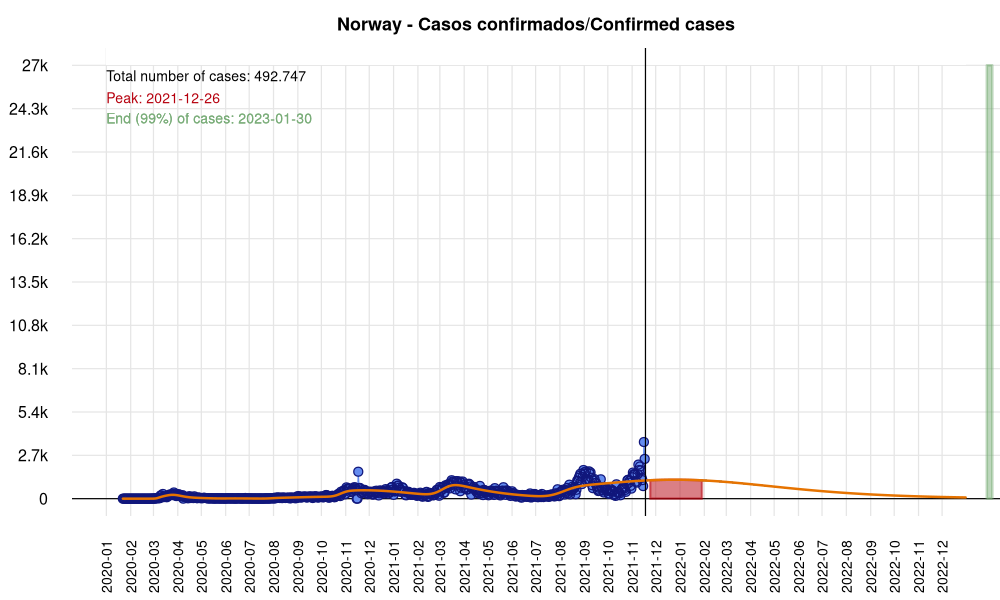 Norway - Casos confirmados/Confirmed cases
Total number of cases: 492.747
Peak: 2021-12-26
End (99%) of cases: 2023-01-30
27k
24.3k
21.6k
18.9k
16.2k
13.5k
10.8k
8.1k
5.4k
2.7k
0
2020-01
2020-02
2020-03
2020-04
2020-05
2020-06
2020-07
2020-08
2020-09
2020-10
2020-11
2020-12
2021-01
2021-02
2021-03
2021-04
2021-05
2021-06
2021-07
2021-08
2021-09
2021-10
2021-11
2021-12
2022-01
2022-02
2022-03
2022-04
2022-05
2022-06
2022-07
2022-08
2022-09
2022-10
2022-11
2022-12